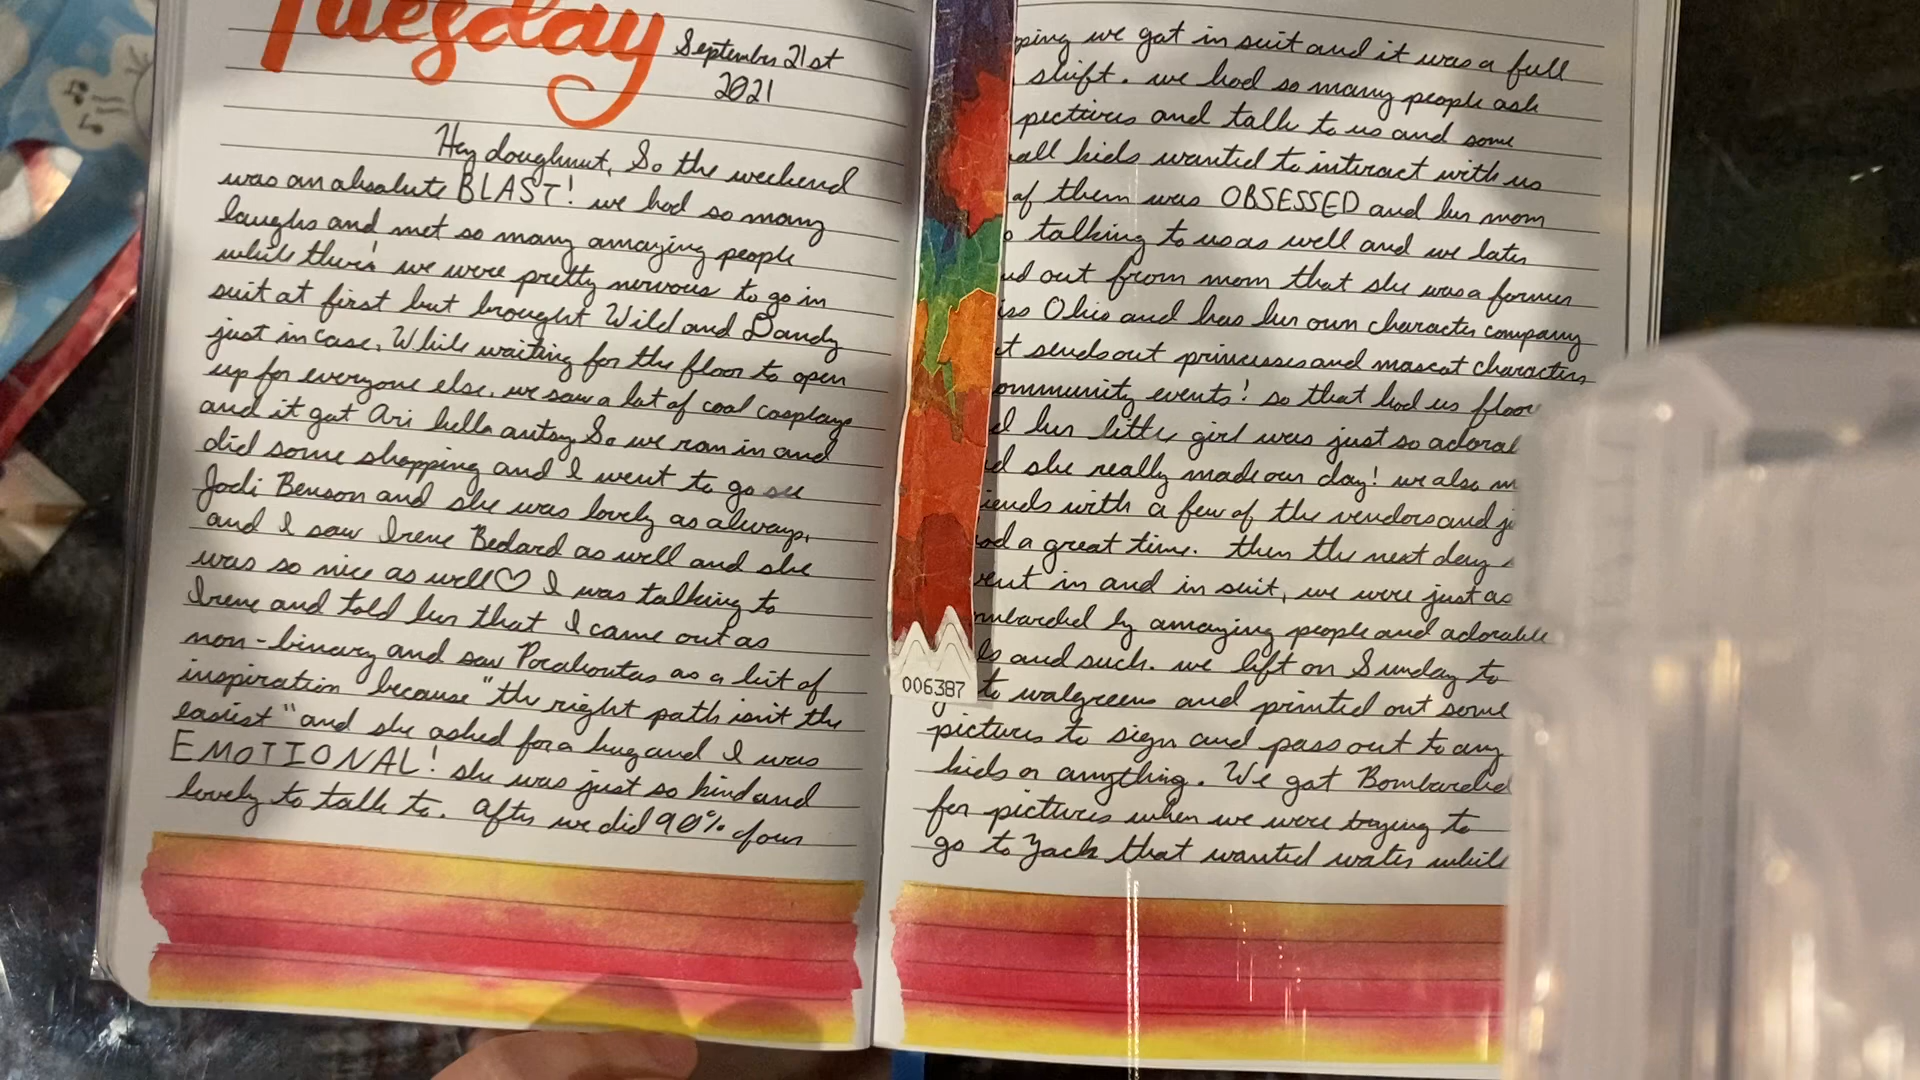 Tuesday
September 21st
2021
Hey doughnut, So the weekend
was an absolute BLAST! we had so many
laughs and met so many amazing people
while there! we were pretty nervous to go in
suit at first but brought Wild and Dandy
just in case. While waiting for the floor to open
up for everyone else, we saw a lot of cool cosplays
and it got Ari hella antsy. So we ran in and
did some shopping and I went to go see
Jodi Benson and she was lovely as always,
and I saw Irene Bedard as well and she
was so nice as well♡ I was talking to
Irene and told her that I came out as
non-binary and saw Pocahontas as a bit of
inspiration because "the right path isn't the
easiest" and she asked for a hug and I was
EMOTIONAL! she was just so kind and
lovely to talk to. After we did 90% of our
pping we got in suit and it was a full
shift. we had so many people ask
pectives and talk to us and some
all kids wanted to interact with us
of them was OBSESSED and her mom
o talking to us as well and we later
nd out from mom that she was a former
iss Ohio and has her own character company
t sends out princesses and mascot characters
ommunity events! so that had us floor
d her little girl was just so adoral
d she really made our day! we also m
iends with a few of the vendors and j
ad a great time. then the next day
went in and in suit, we were just as
mbarded by amazing people and adorable
ds and such. we left on Sunday to
to walgreens and printed out some
pictures to sign and pass out to any
kids or anything. We got Bombarded
for pictures when we were trying to
go to Zack that wanted water while
006387